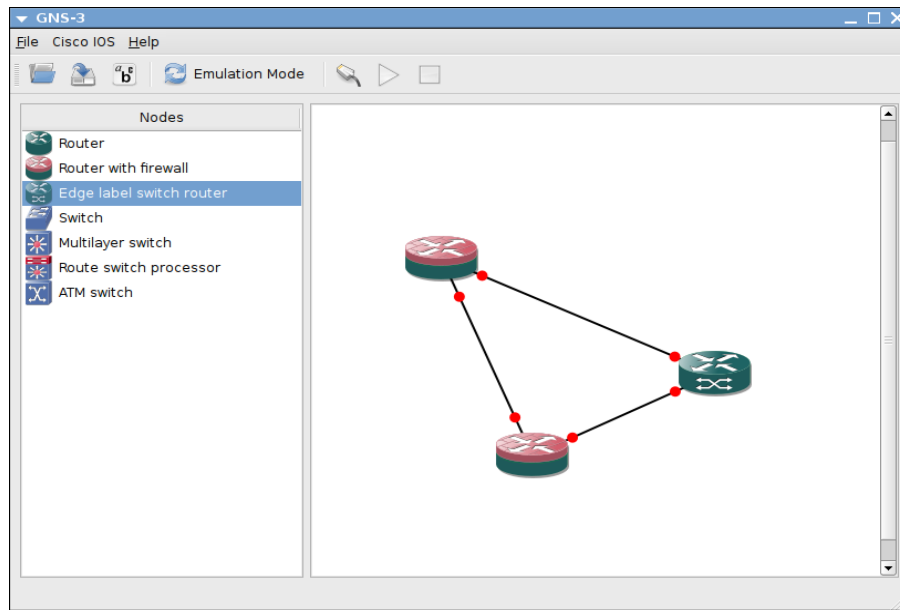 GNS-3
File Cisco IOS Help
a b c Emulation Mode
Nodes
Router
Router with firewall
Edge label switch router
Switch
Multilayer switch
Route switch processor
ATM switch